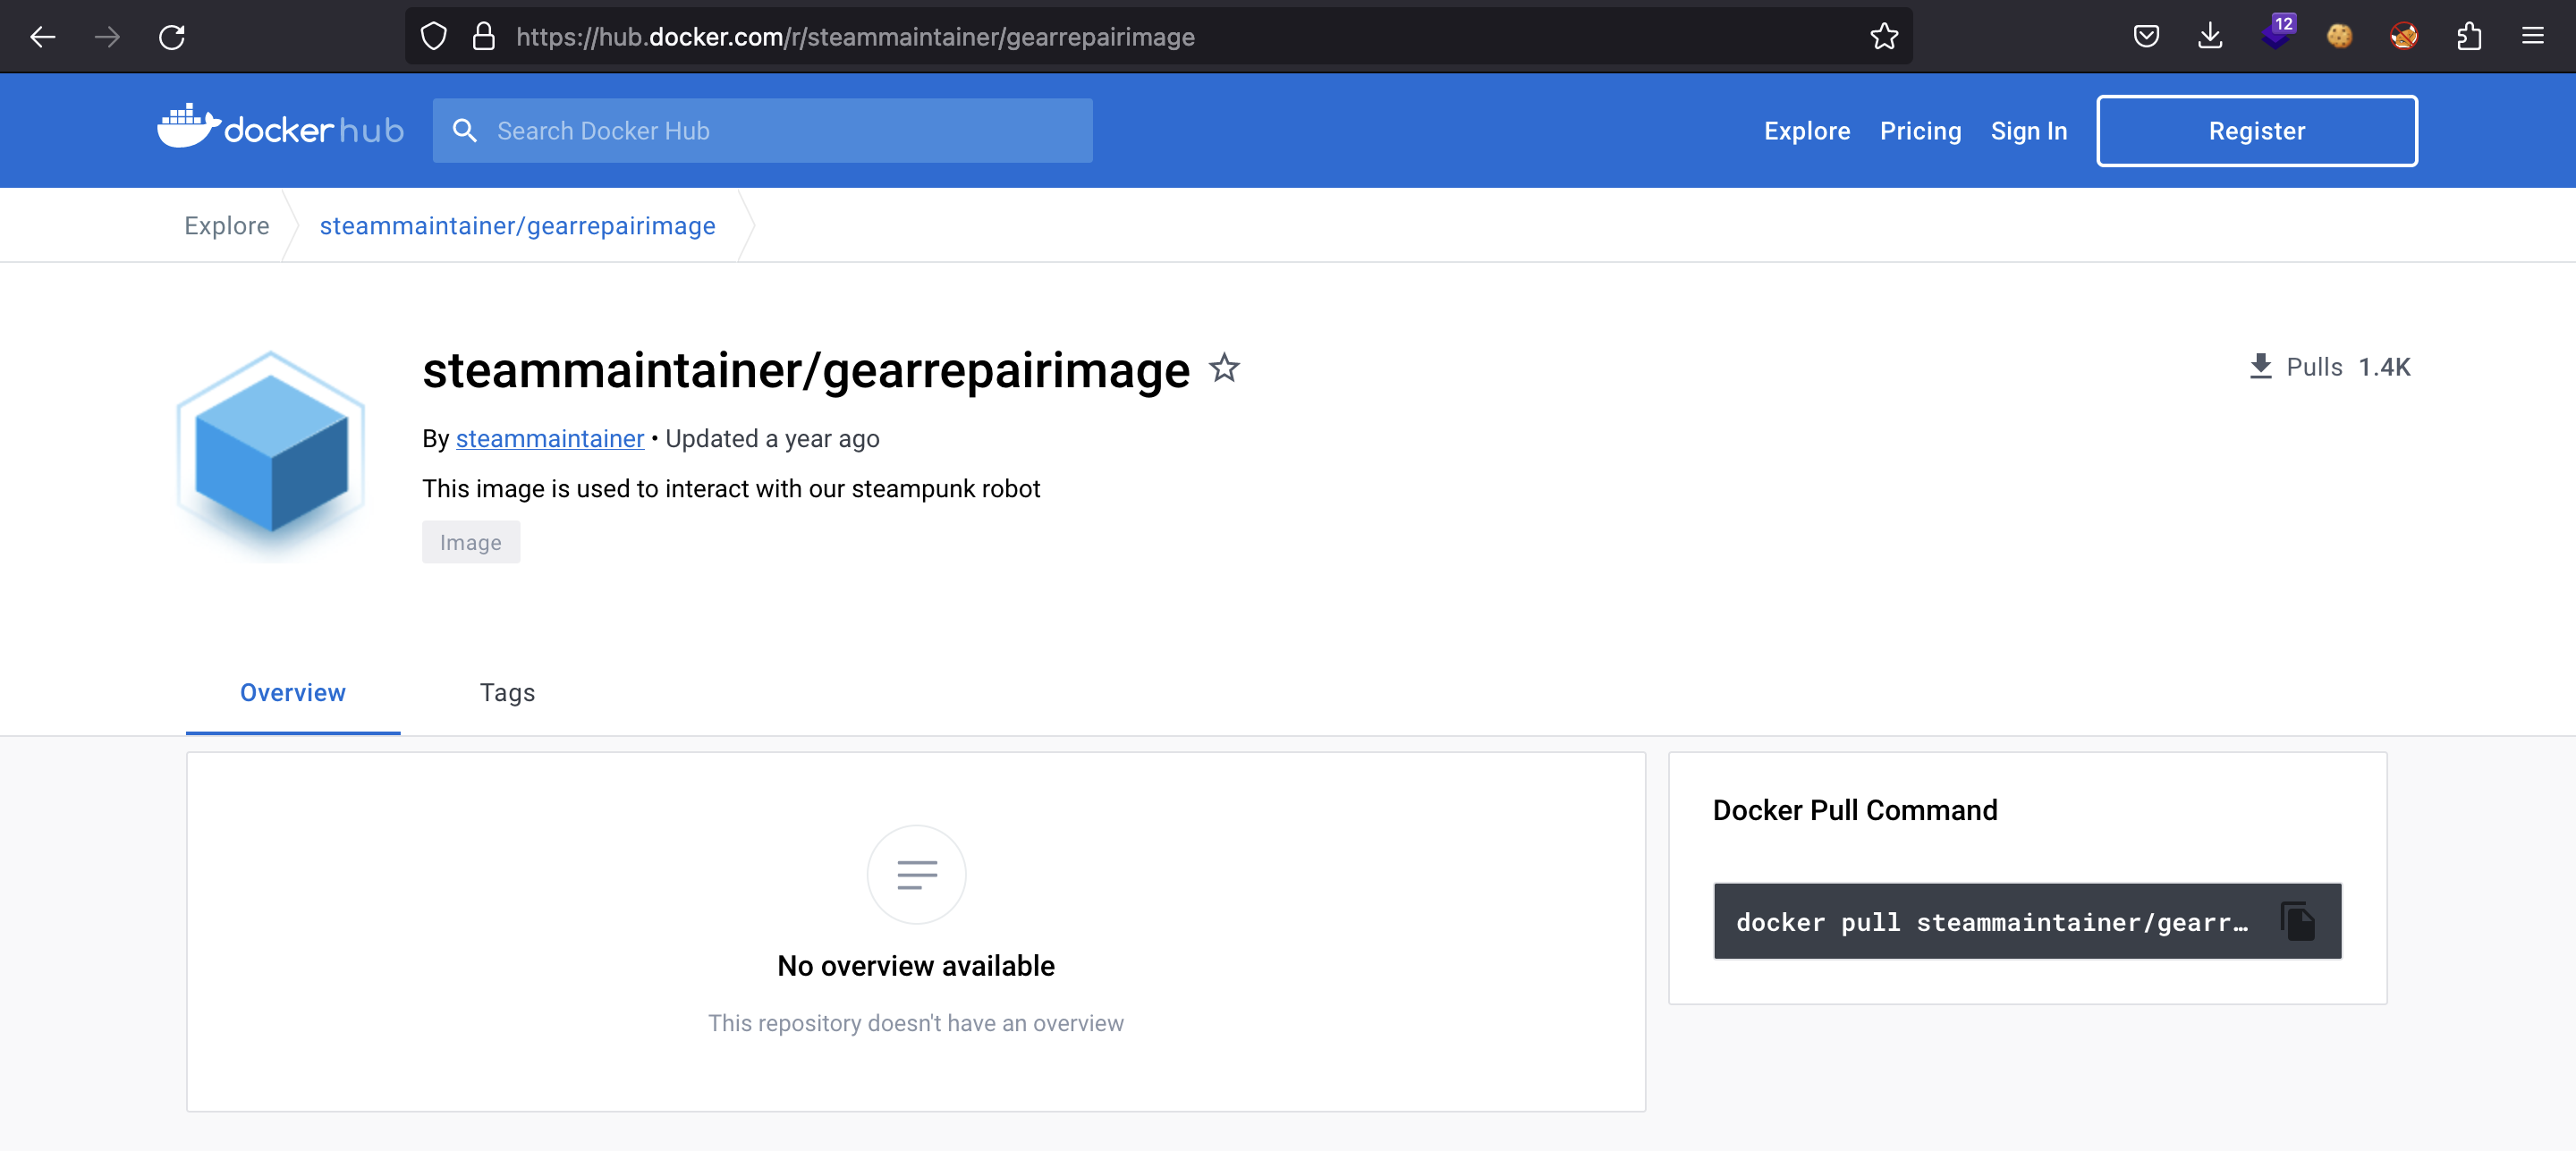 https://hub.docker.com/r/steammaintainer/gearrepairimage
12
docker hub
Search Docker Hub
Explore
Pricing
Sign In
Register
Explore
steammaintainer/gearrepairimage
steammaintainer/gearrepairimage
Pulls 1.4K
By steammaintainer • Updated a year ago
This image is used to interact with our steampunk robot
Image
Overview
Tags
No overview available
This repository doesn't have an overview
Docker Pull Command
docker pull steammaintainer/gearr…